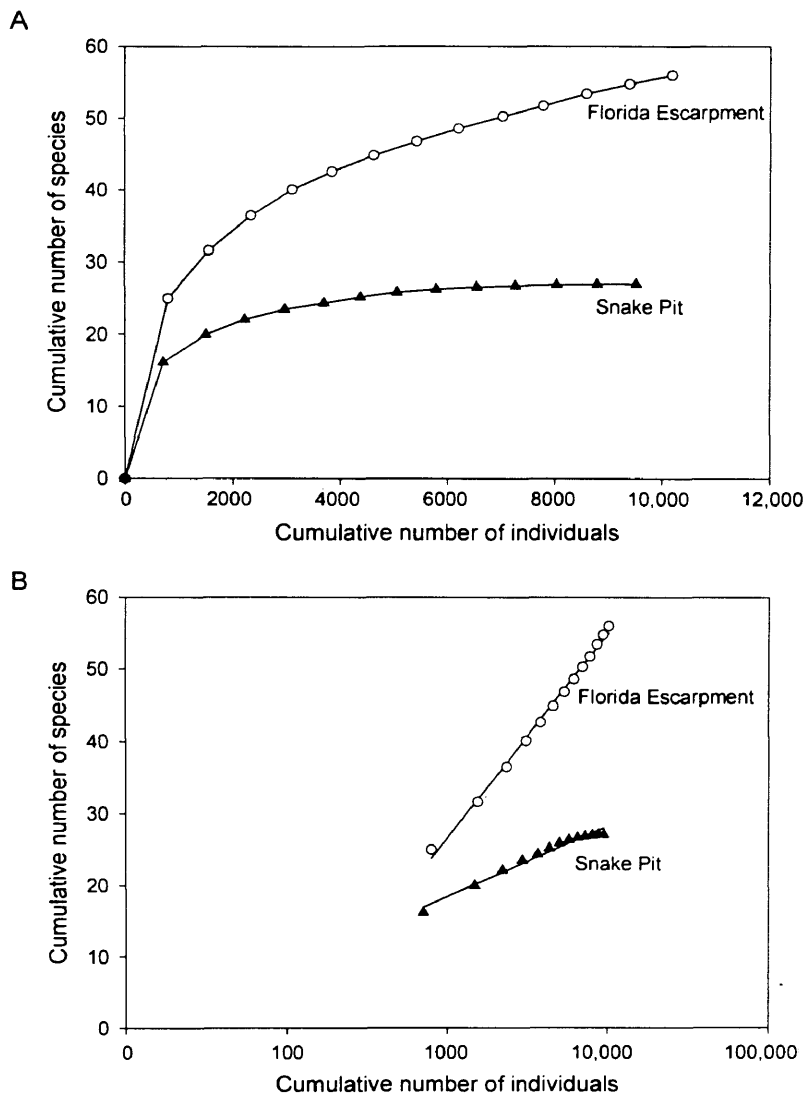 A
60
50
40
30
20
10
0
Cumulative number of species
Florida Escarpment
Snake Pit
0 2000 4000 6000 8000 10,000 12,000
Cumulative number of individuals
B
60
50
40
30
20
10
0
Cumulative number of species
Florida Escarpment
Snake Pit
0 100 1000 10,000 100,000
Cumulative number of individuals